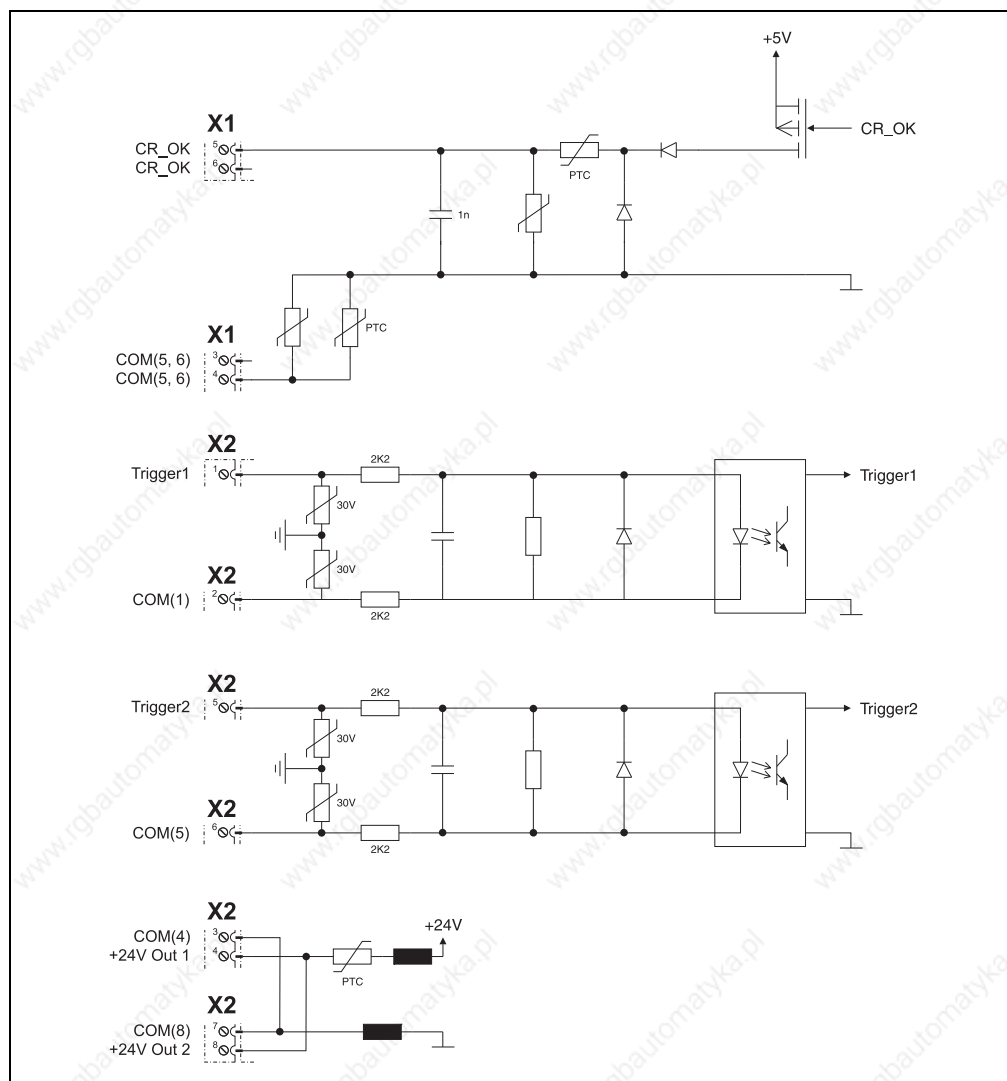 +5V
X1
CR_OK 5
CR_OK 6
CR_OK
PTC
1n
X1
PTC
COM(5, 6) 3
COM(5, 6) 4
X2
2K2
Trigger1 1
Trigger1
30V
30V
X2
COM(1) 2
2K2
X2
2K2
Trigger2 5
Trigger2
30V
30V
X2
COM(5) 6
2K2
X2
+24V
COM(4) 3
+24V Out 1 4
PTC
X2
COM(8) 7
+24V Out 2 8
www.rgbautomatyka.pl